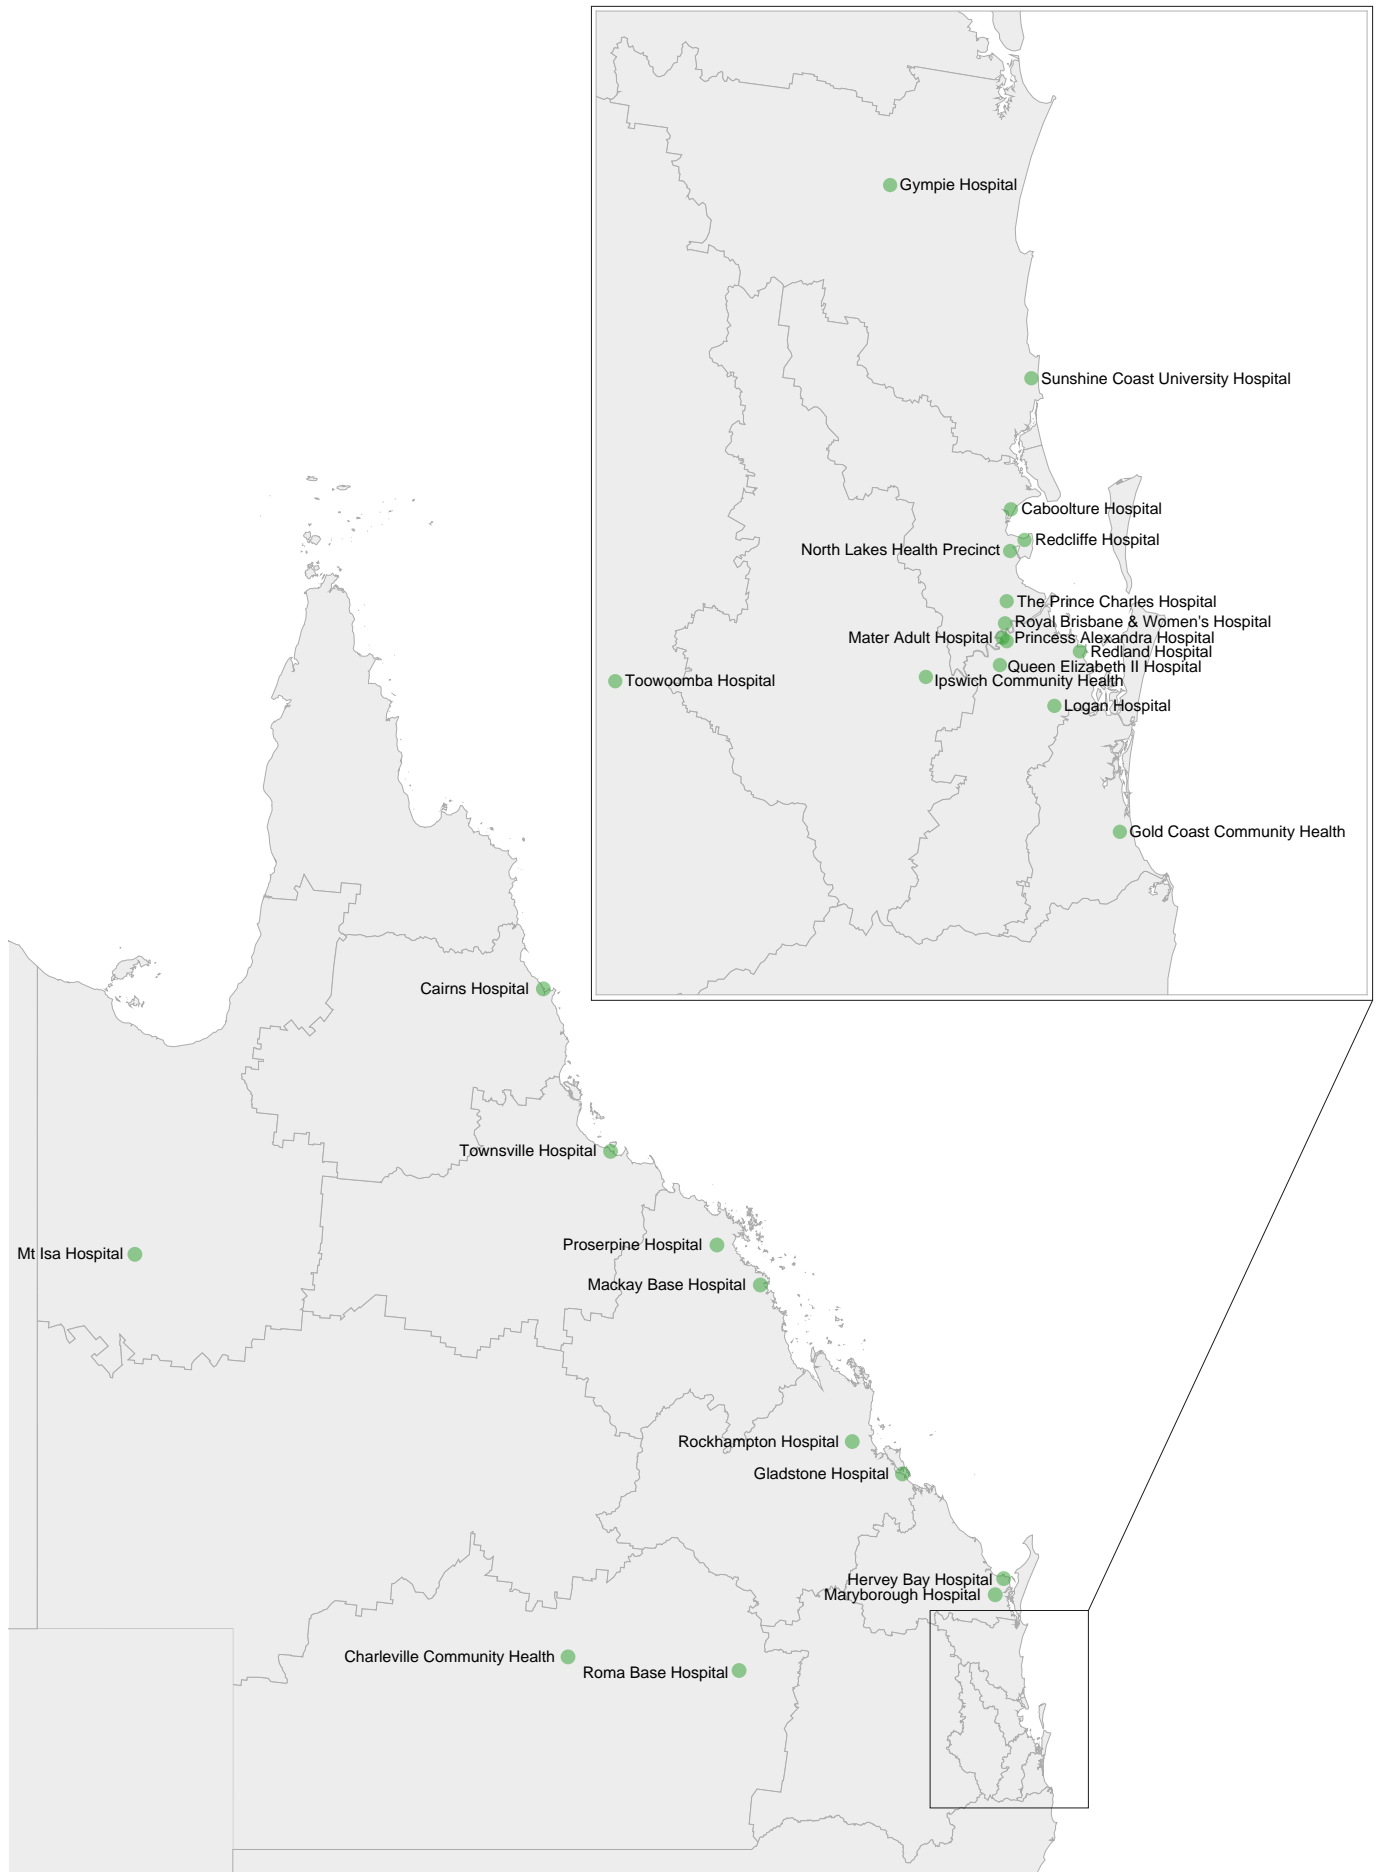 Gympie Hospital
Sunshine Coast University Hospital
Caboolture Hospital
Redcliffe Hospital
North Lakes Health Precinct
The Prince Charles Hospital
Royal Brisbane & Women's Hospital
Mater Adult Hospital
Princess Alexandra Hospital
Redland Hospital
Queen Elizabeth II Hospital
Ipswich Community Health
Toowoomba Hospital
Logan Hospital
Gold Coast Community Health
Cairns Hospital
Townsville Hospital
Mt Isa Hospital
Proserpine Hospital
Mackay Base Hospital
Rockhampton Hospital
Gladstone Hospital
Hervey Bay Hospital
Maryborough Hospital
Charleville Community Health
Roma Base Hospital